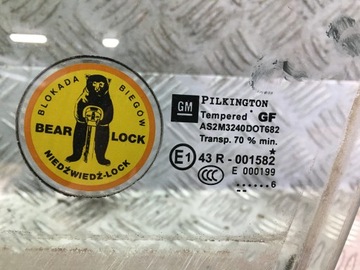 BLOKADA BIEGÓW
BEAR LOCK
NIEDŹWIEDŹ-LOCK
GM PILKINGTON
Tempered GF
AS2M3240DOT682
Transp. 70 % min.
E1 43 R - 001582
CCC E 000199
......6